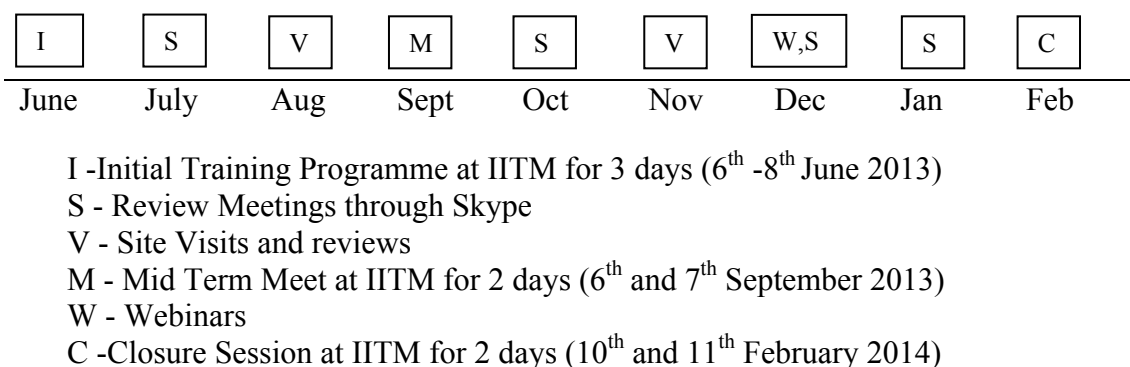 I S V M S V W,S S C
June July Aug Sept Oct Nov Dec Jan Feb
I -Initial Training Programme at IITM for 3 days (6th -8th June 2013)
S - Review Meetings through Skype
V - Site Visits and reviews
M - Mid Term Meet at IITM for 2 days (6th and 7th September 2013)
W - Webinars
C -Closure Session at IITM for 2 days (10th and 11th February 2014)